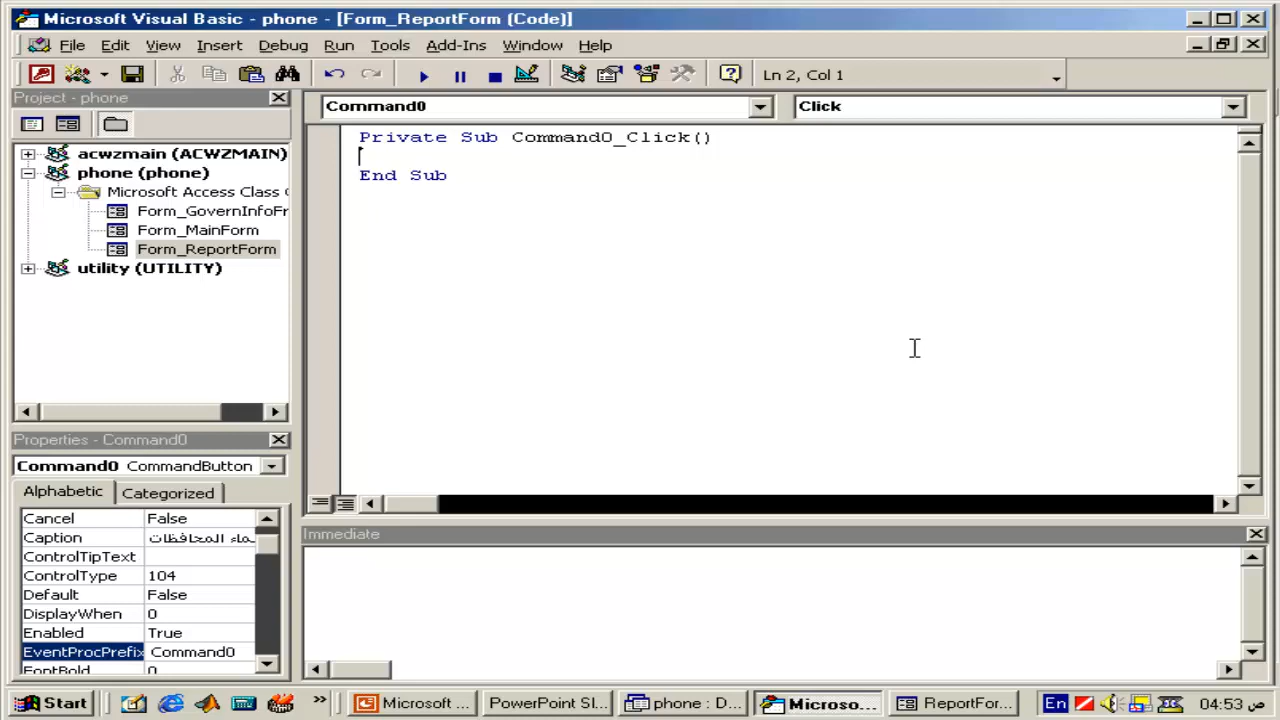 Microsoft Visual Basic - phone - [Form_ReportForm (Code)]
File Edit View Insert Debug Run Tools Add-Ins Window Help
Ln 2, Col 1
Project - phone
Command0
Click
acwzmain (ACWZMAIN)
phone (phone)
Microsoft Access Class
Form_GovernInfoFr
Form_MainForm
Form_ReportForm
utility (UTILITY)
Private Sub Command0_Click()
End Sub
Properties - Command0
Command0 CommandButton
Alphabetic Categorized
Cancel False
Caption ماء المحافظات
ControlTipText
ControlType 104
Default False
DisplayWhen 0
Enabled True
EventProcPrefix Command0
FontBold 0
Immediate
Start
»
Microsoft ...
PowerPoint Sl...
phone : D...
Microso...
ReportFor...
En
04:53 ص